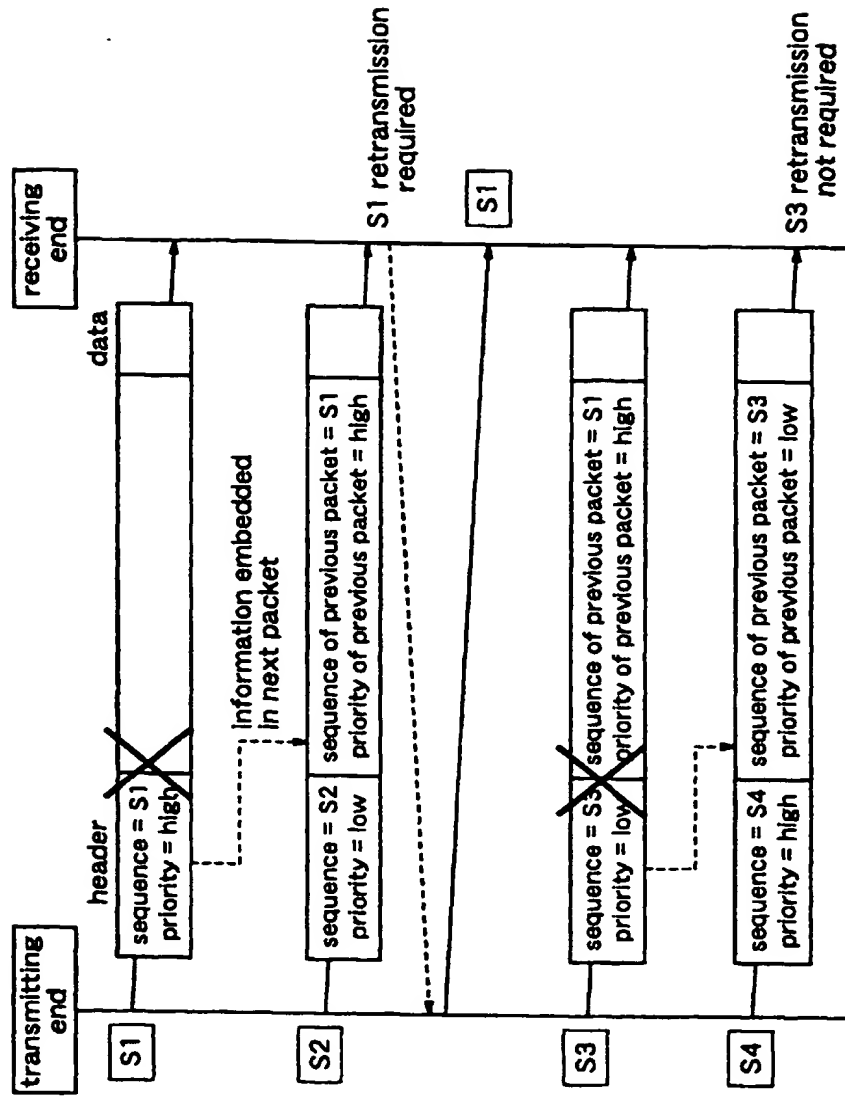 transmitting
end
receiving
end
header
data
S1
sequence = S1
priority = high
information embedded
in next packet
S2
sequence = S2
priority = low
sequence of previous packet = S1
priority of previous packet = high
S1 retransmission
required
S1
S3
sequence = S3
priority = low
sequence of previous packet = S1
priority of previous packet = high
S4
sequence = S4
priority = high
sequence of previous packet = S3
priority of previous packet = low
S3 retransmission
not required